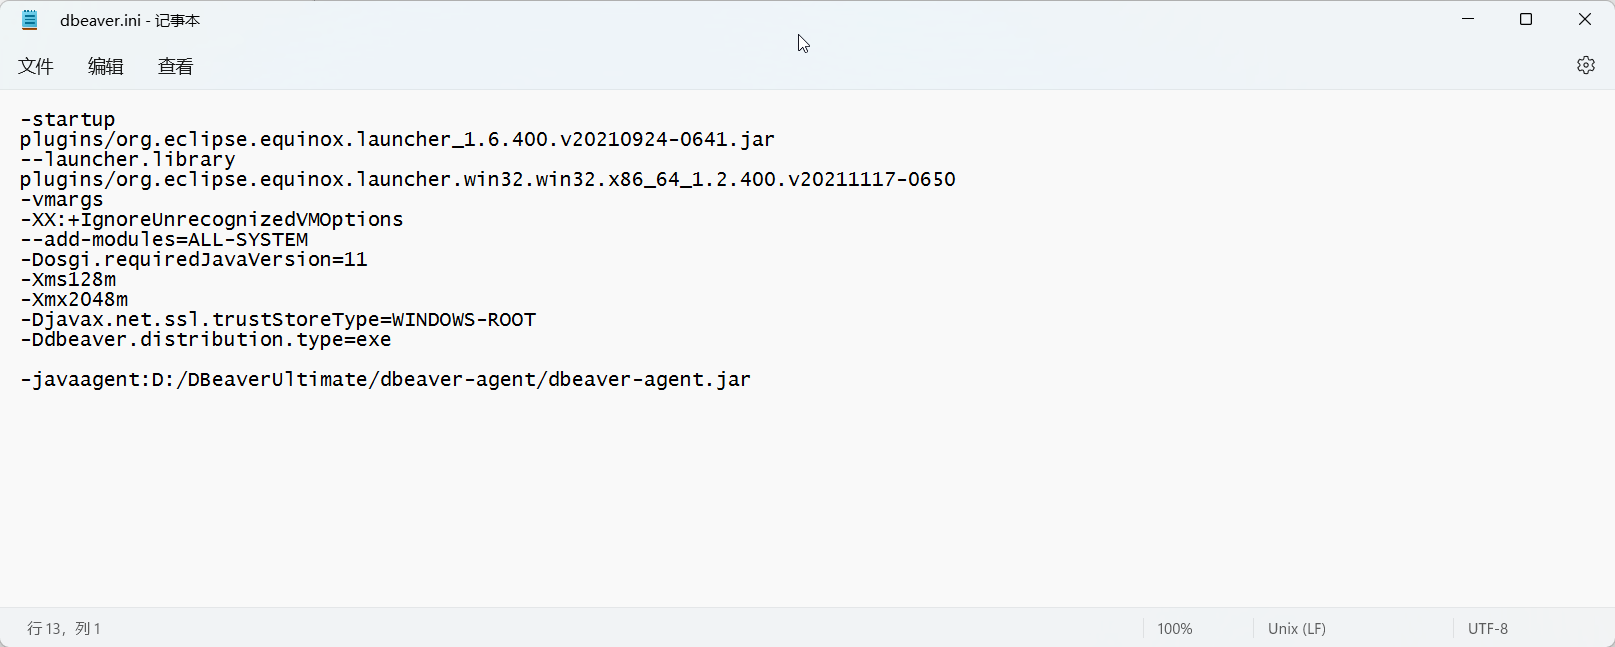 dbeaver.ini - 记事本
文件 编辑 查看
-startup
plugins/org.eclipse.equinox.launcher_1.6.400.v20210924-0641.jar
--launcher.library
plugins/org.eclipse.equinox.launcher.win32.win32.x86_64_1.2.400.v20211117-0650
-vmargs
-XX:+IgnoreUnrecognizedVMOptions
--add-modules=ALL-SYSTEM
-Dosgi.requiredJavaVersion=11
-Xms128m
-Xmx2048m
-Djavax.net.ssl.trustStoreType=WINDOWS-ROOT
-Ddbeaver.distribution.type=exe
-javaagent:D:/DBeaverUltimate/dbeaver-agent/dbeaver-agent.jar
行 13，列 1 100% Unix (LF) UTF-8